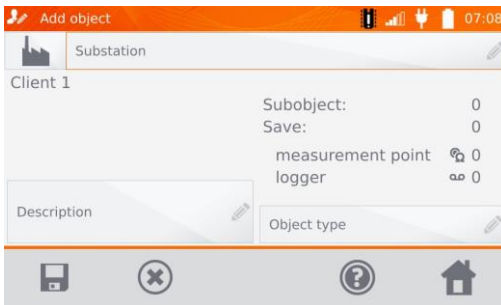 Add object 07:08
Substation
Client 1
Subobject: 0
Save: 0
measurement point 0
logger 0
Description
Object type